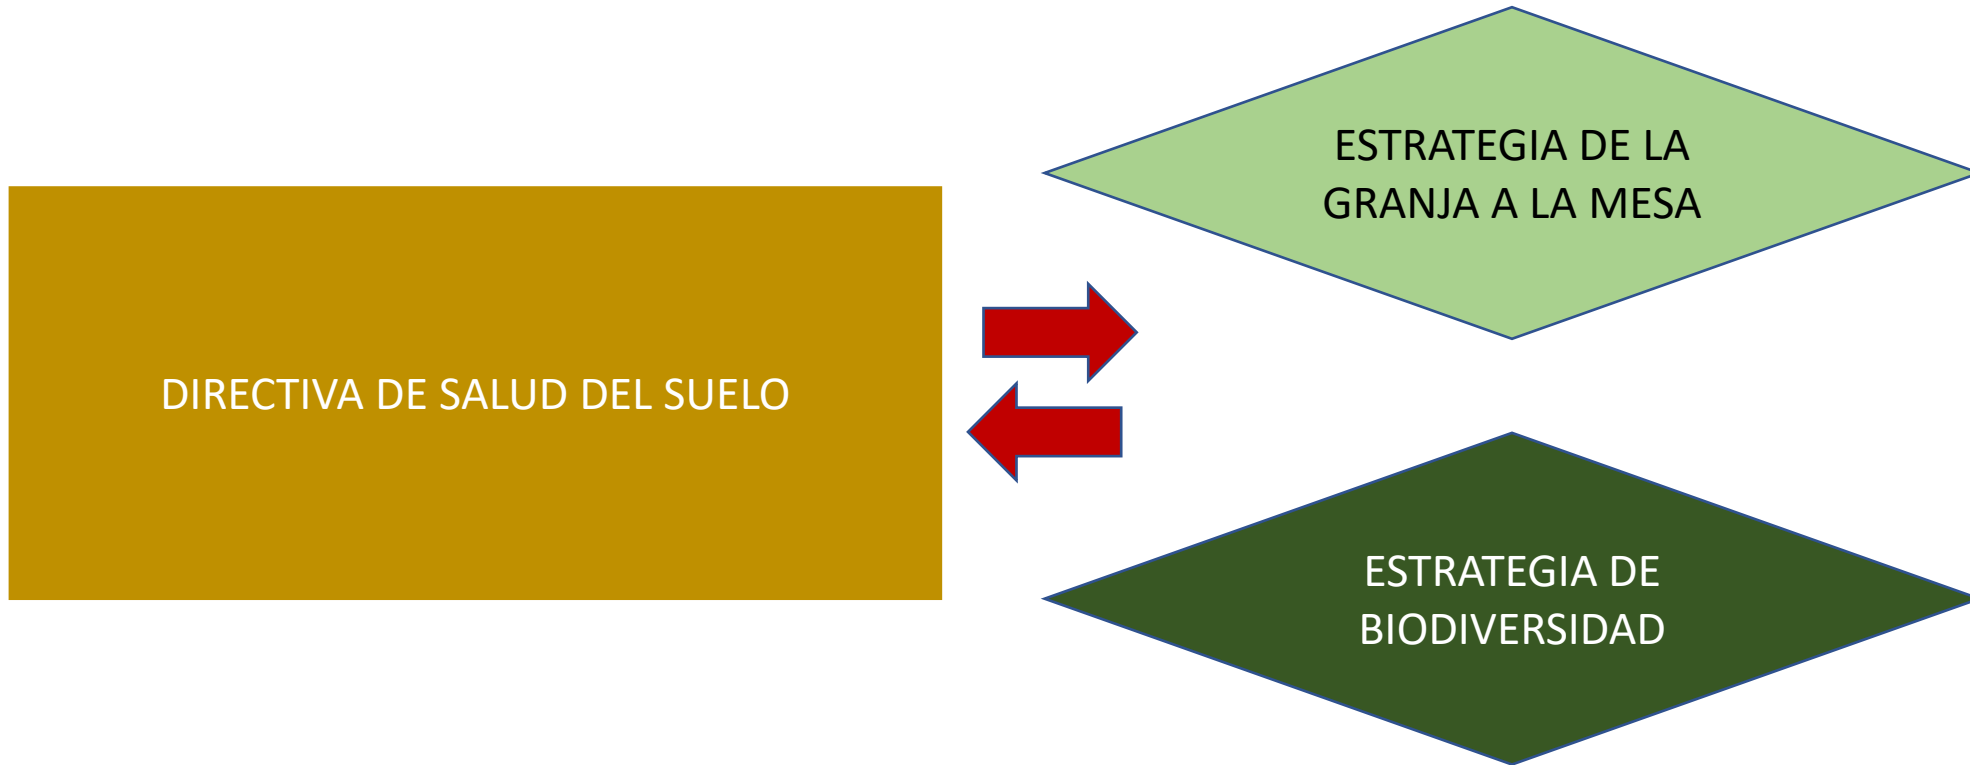 DIRECTIVA DE SALUD DEL SUELO
ESTRATEGIA DE LA
GRANJA A LA MESA
ESTRATEGIA DE
BIODIVERSIDAD